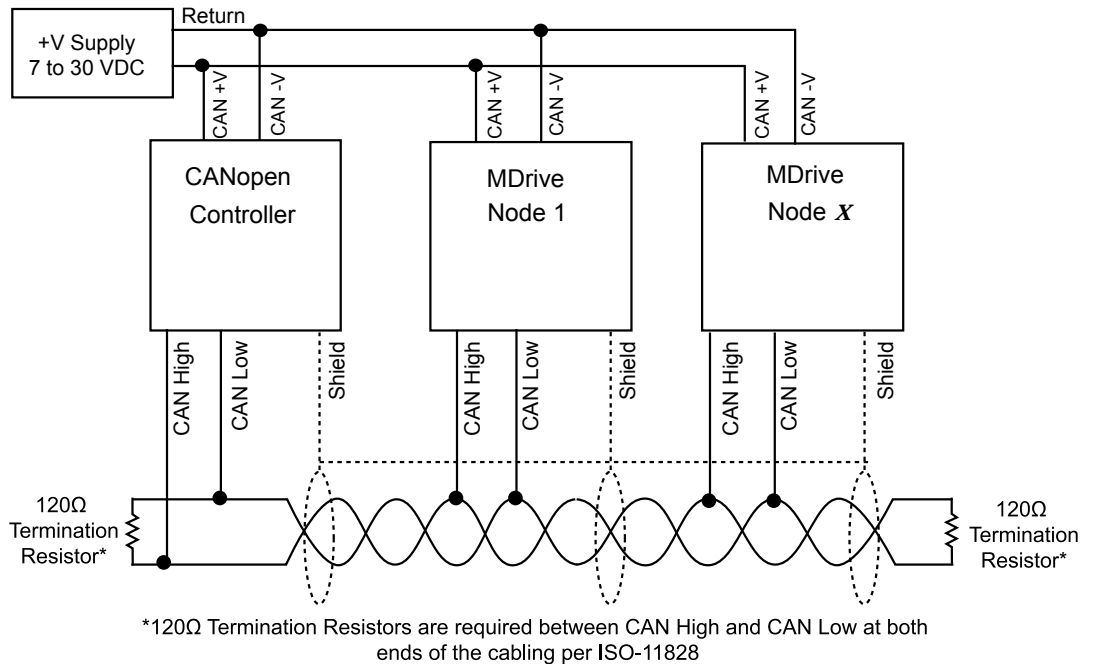 Return
+V Supply
7 to 30 VDC
CAN +V
CAN -V
CAN +V
CAN -V
CAN +V
CAN -V
CANopen
Controller
MDrive
Node 1
MDrive
Node X
CAN High
CAN Low
Shield
CAN High
CAN Low
Shield
CAN High
CAN Low
Shield
120Ω
Termination
Resistor*
120Ω
Termination
Resistor*
*120Ω Termination Resistors are required between CAN High and CAN Low at both
ends of the cabling per ISO-11828